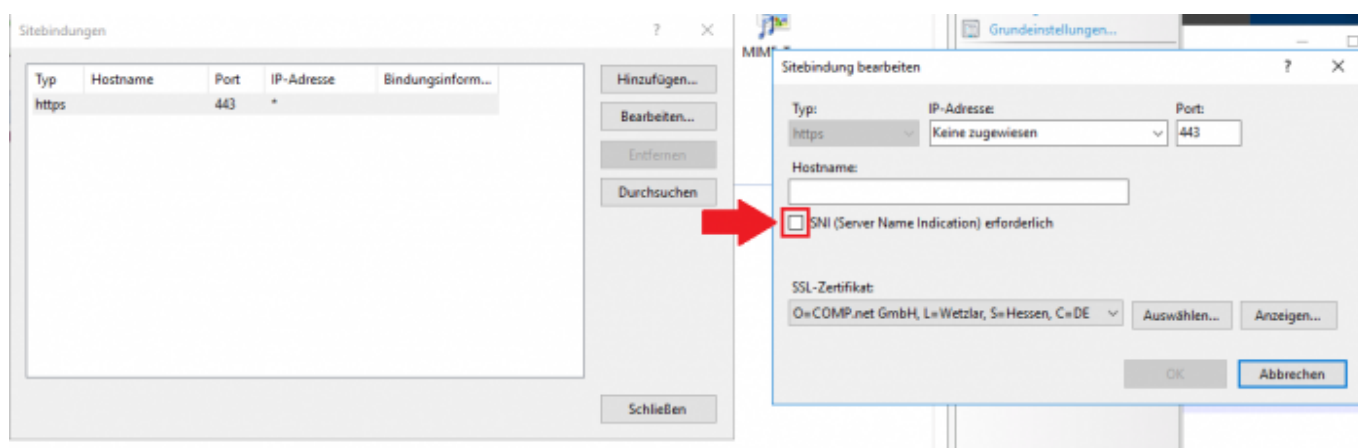 Sitebindungen
Typ Hostname Port IP-Adresse Bindungsinform...
https 443 *
Hinzufügen...
Bearbeiten...
Entfernen
Durchsuchen
Schließen
Grundeinstellungen...
Sitebindung bearbeiten
Typ: IP-Adresse: Port:
https Keine zugewiesen 443
Hostname:
SNI (Server Name Indication) erforderlich
SSL-Zertifikat:
O=COMP.net GmbH, L=Wetzlar, S=Hessen, C=DE Auswählen... Anzeigen...
OK Abbrechen